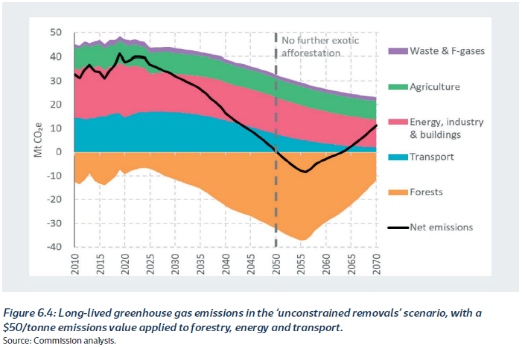 50
40
30
20
10
0
-10
-20
-30
-40
Mt CO₂e
No further exotic
afforestation
2010
2015
2020
2025
2030
2035
2040
2045
2050
2055
2060
2065
2070
Waste & F-gases
Agriculture
Energy, industry
& buildings
Transport
Forests
Net emissions
Figure 6.4: Long-lived greenhouse gas emissions in the ‘unconstrained removals’ scenario, with a
$50/tonne emissions value applied to forestry, energy and transport.
Source: Commission analysis.